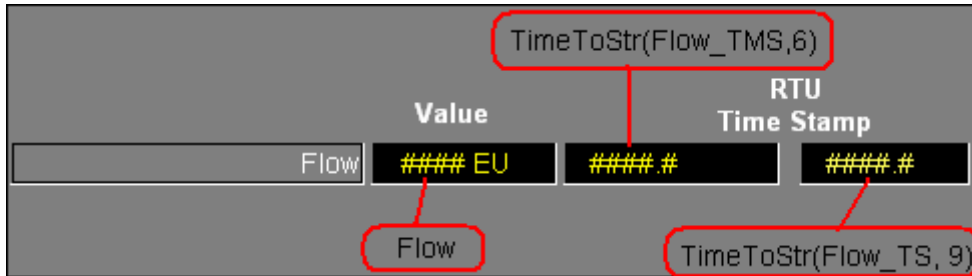 TimeToStr(Flow_TMS,6)
RTU
Value Time Stamp
Flow #### EU ####.# ####.#
Flow TimeToStr(Flow_TS, 9)